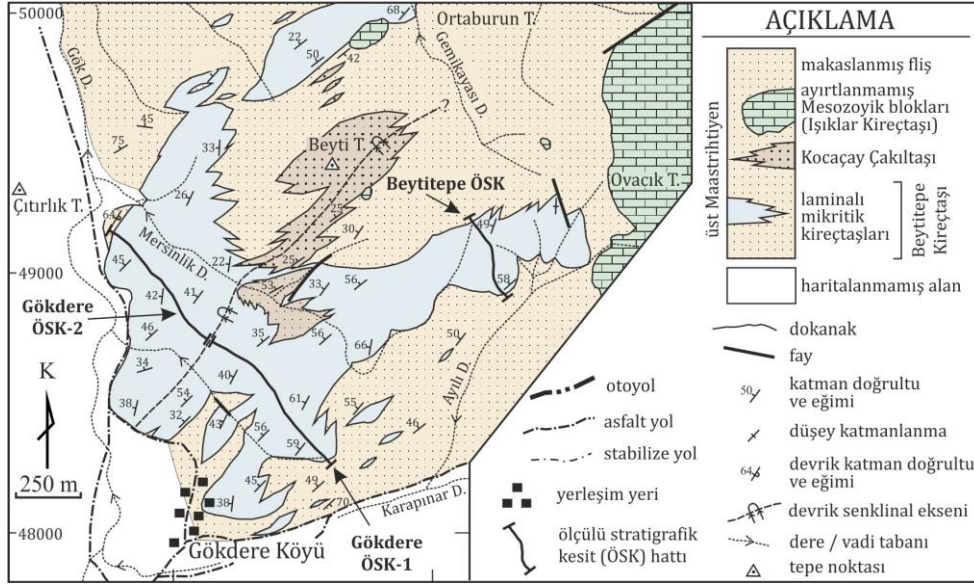 50000
49000
48000
Gök D.
Ortaburun T.
Gemikayası D.
Beyti T.
Beytitepe ÖSK
Ovacık T.
Çıtırlık T.
Mersinlik D.
Gökdere
ÖSK-2
K
250 m
Ayılı D.
Karapınar D.
Gökdere Köyü
Gökdere
ÖSK-1
?
68
22
50
42
45
75
33
26
25
30
64
45
22
25
53
33
56
49
58
42
41
46
35
56
66
50
34
40
54
38
32
43
56
61
59
55
46
45
49
38
70
AÇIKLAMA
üst Maastrihtiyen
makaslanmış fliş
ayırtlanmamış
Mesozoyik blokları
(Işıklar Kireçtaşı)
Kocaçay Çakıltaşı
laminalı
mikritik
kireçtaşları
Beytitepe
Kireçtaşı
haritalanmamış alan
dokanak
fay
50
katman doğrultu
ve eğimi
düşey katmanlanma
64
devrik katman doğrultu
ve eğimi
devrik senklinal ekseni
dere / vadi tabanı
tepe noktası
otoyol
asfalt yol
stabilize yol
yerleşim yeri
ölçülü stratigrafik
kesit (ÖSK) hattı